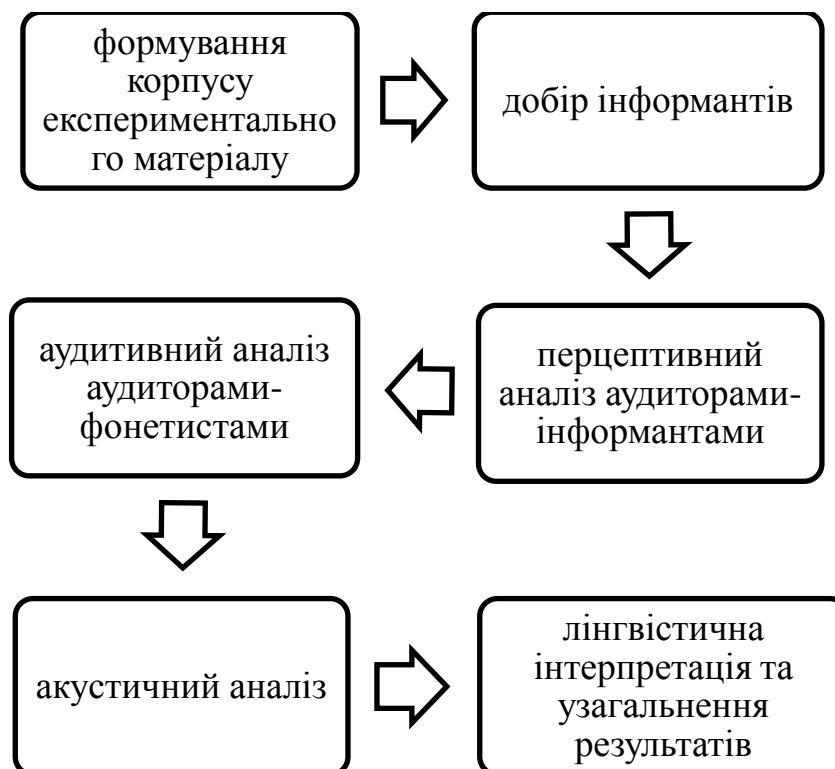 формування
корпусу
експериментально
го матеріалу
добір інформантів
перцептивний
аналіз аудиторами-
інформантами
аудитивний аналіз
аудиторами-
фонетистами
акустичний аналіз
лінгвістична
інтерпретація та
узагальнення
результатів